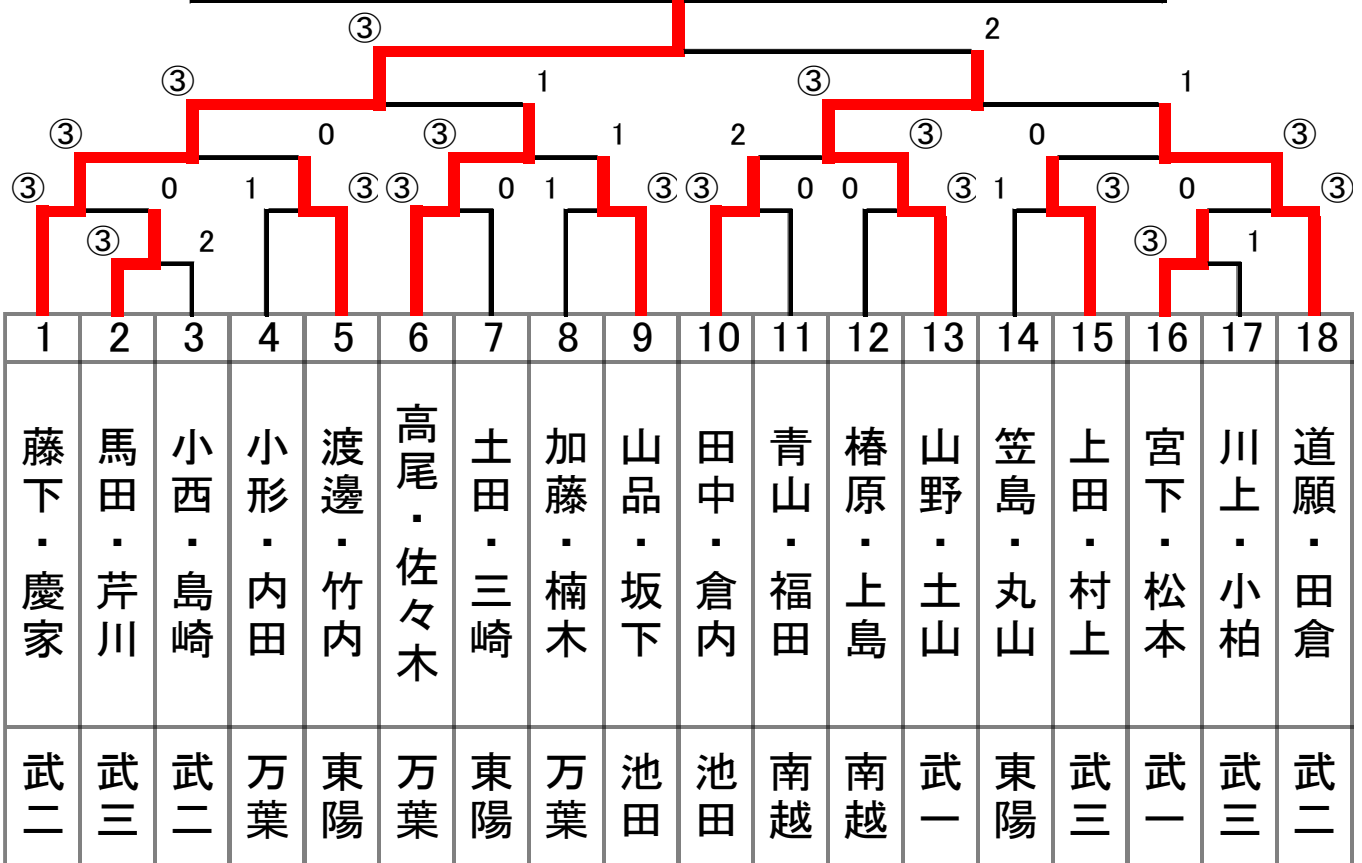 ③ 2
③ 1 ③ 1
③ 0 ③ 1 2 ③ 0 ③
③ 0 1 ③ ③ 0 1 ③ ③ 0 0 ③ 1 ③ 0 ③
③ 2 ③ 1
1 2 3 4 5 6 7 8 9 10 11 12 13 14 15 16 17 18
藤下・慶家
馬田・芹川
小西・島崎
小形・内田
渡邊・竹内
高尾・佐々木
土田・三崎
加藤・楠木
山品・坂下
田中・倉内
青山・福田
椿原・上島
山野・土山
笠島・丸山
上田・村上
宮下・松本
川上・小柏
道願・田倉
武二
武三
武二
万葉
東陽
万葉
東陽
万葉
池田
池田
南越
南越
武一
東陽
武三
武一
武三
武二